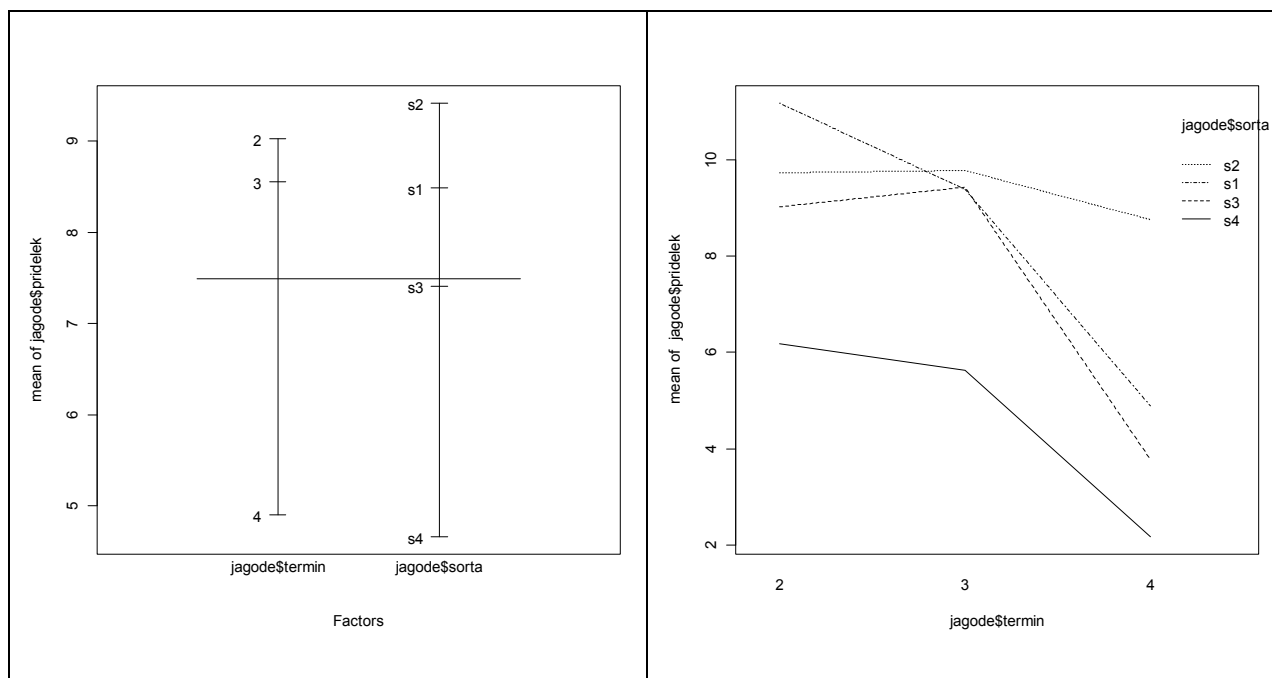 mean of jagode$pridelek
9
8
7
6
5
2
3
4
s2
s1
s3
s4
jagode$termin
jagode$sorta
Factors
mean of  jagode$pridelek
10
8
6
4
2
2
3
4
jagode$termin
jagode$sorta
s2
s1
s3
s4